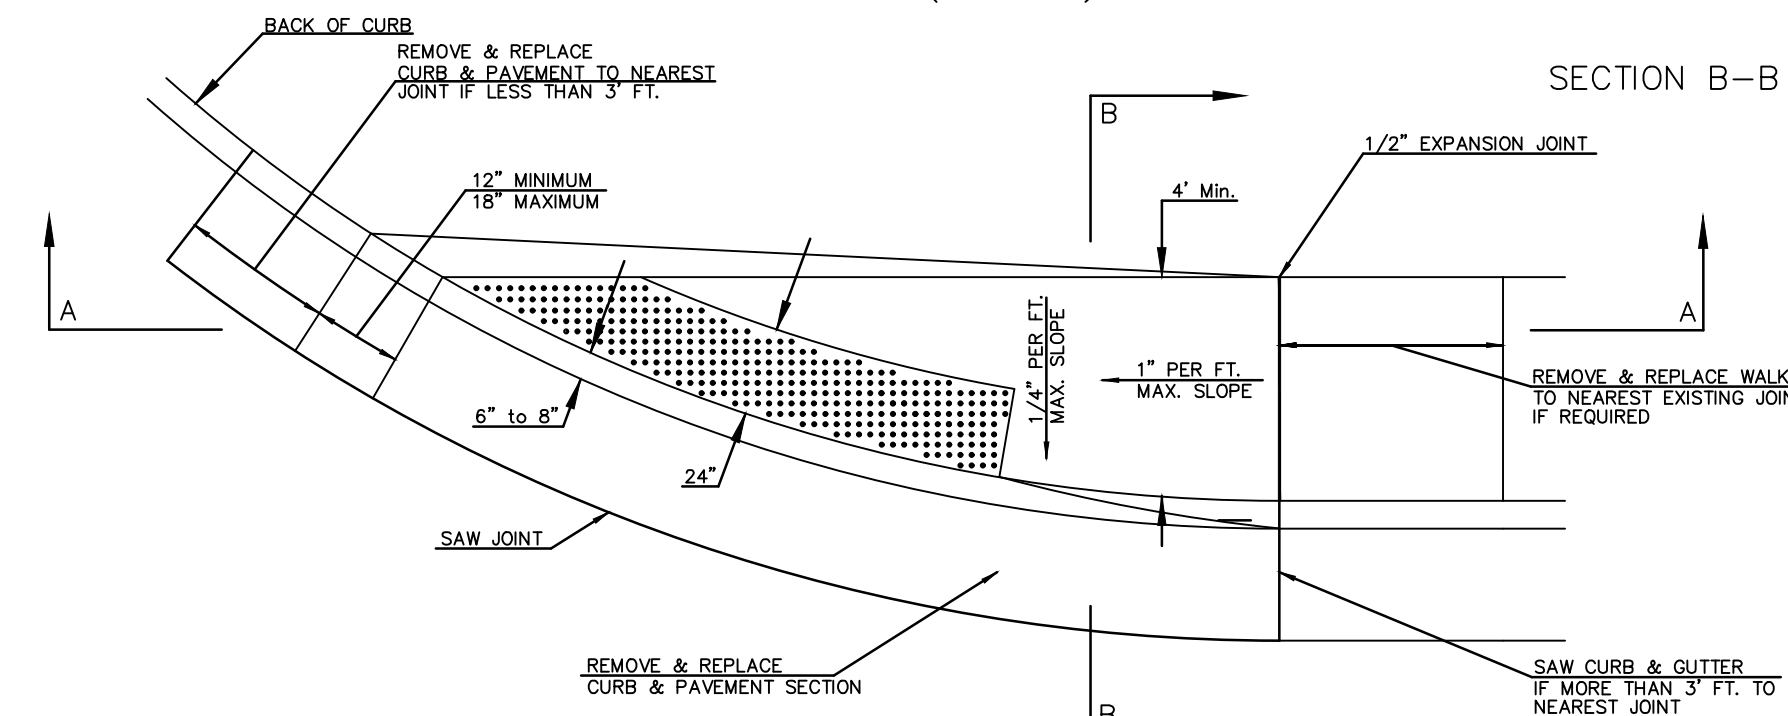 BACK OF CURB
REMOVE & REPLACE
CURB & PAVEMENT TO NEAREST
JOINT IF LESS THAN 3' FT.
SECTION B-B
B
1/2" EXPANSION JOINT
12" MINIMUM
18" MAXIMUM
4' Min.
A
A
1/4" PER FT.
MAX. SLOPE
1" PER FT.
MAX. SLOPE
REMOVE & REPLACE WALK
TO NEAREST EXISTING
IF REQUIRED
6" to 8"
24"
SAW JOINT
REMOVE & REPLACE
CURB & PAVEMENT SECTION
SAW CURB & GUTTER
IF MORE THAN 3' FT. TO
NEAREST JOINT
B